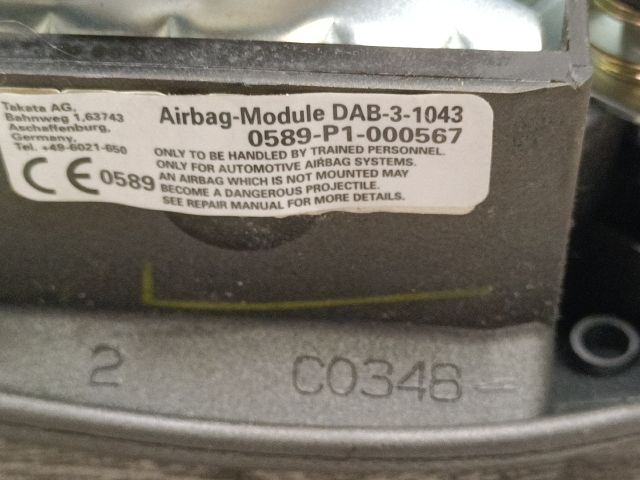 Takata AG,
Bahnweg 1,63743
Aschaffenburg,
Germany,
Tel. +49-6021-650
CE 0589
Airbag-Module DAB-3-1043
0589-P1-000567
ONLY TO BE HANDLED BY TRAINED PERSONNEL.
ONLY FOR AUTOMOTIVE AIRBAG SYSTEMS.
AN AIRBAG WHICH IS NOT MOUNTED MAY
BECOME A DANGEROUS PROJECTILE.
SEE REPAIR MANUAL FOR MORE DETAILS.
2 C0348-